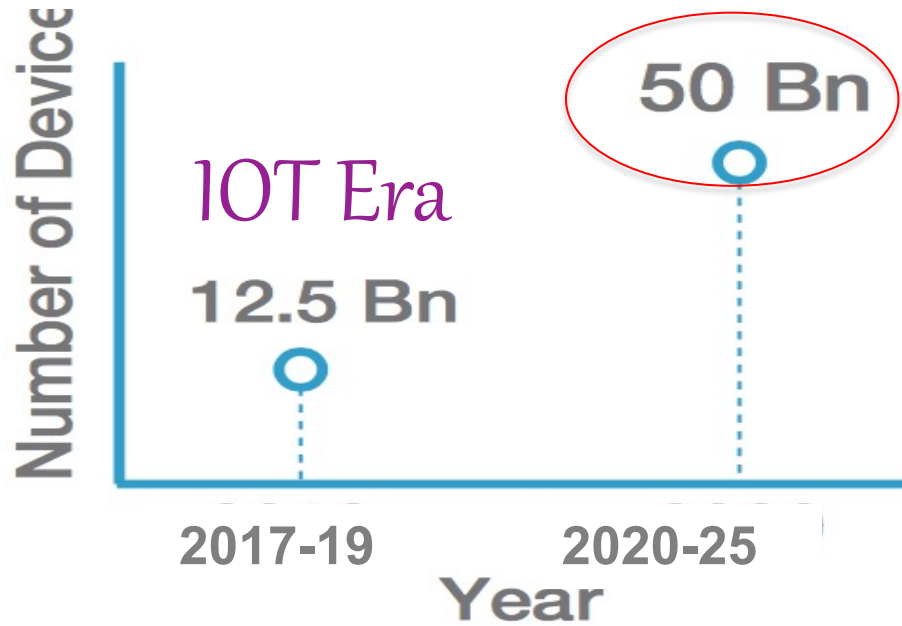 Number of Device
50 Bn
IOT Era
12.5 Bn
2017-19
2020-25
Year